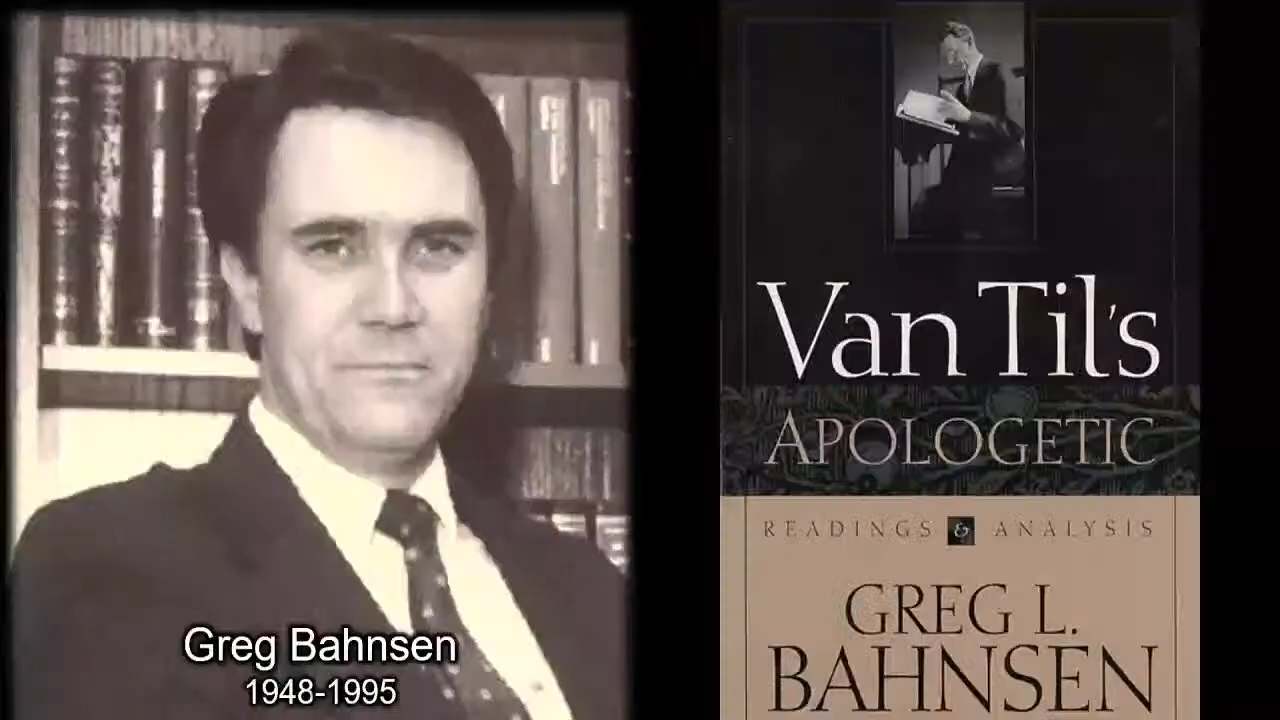 Greg Bahnsen
1948-1995
Van Til's
APOLOGETIC
READINGS & ANALYSIS
GREG L.
BAHNSEN